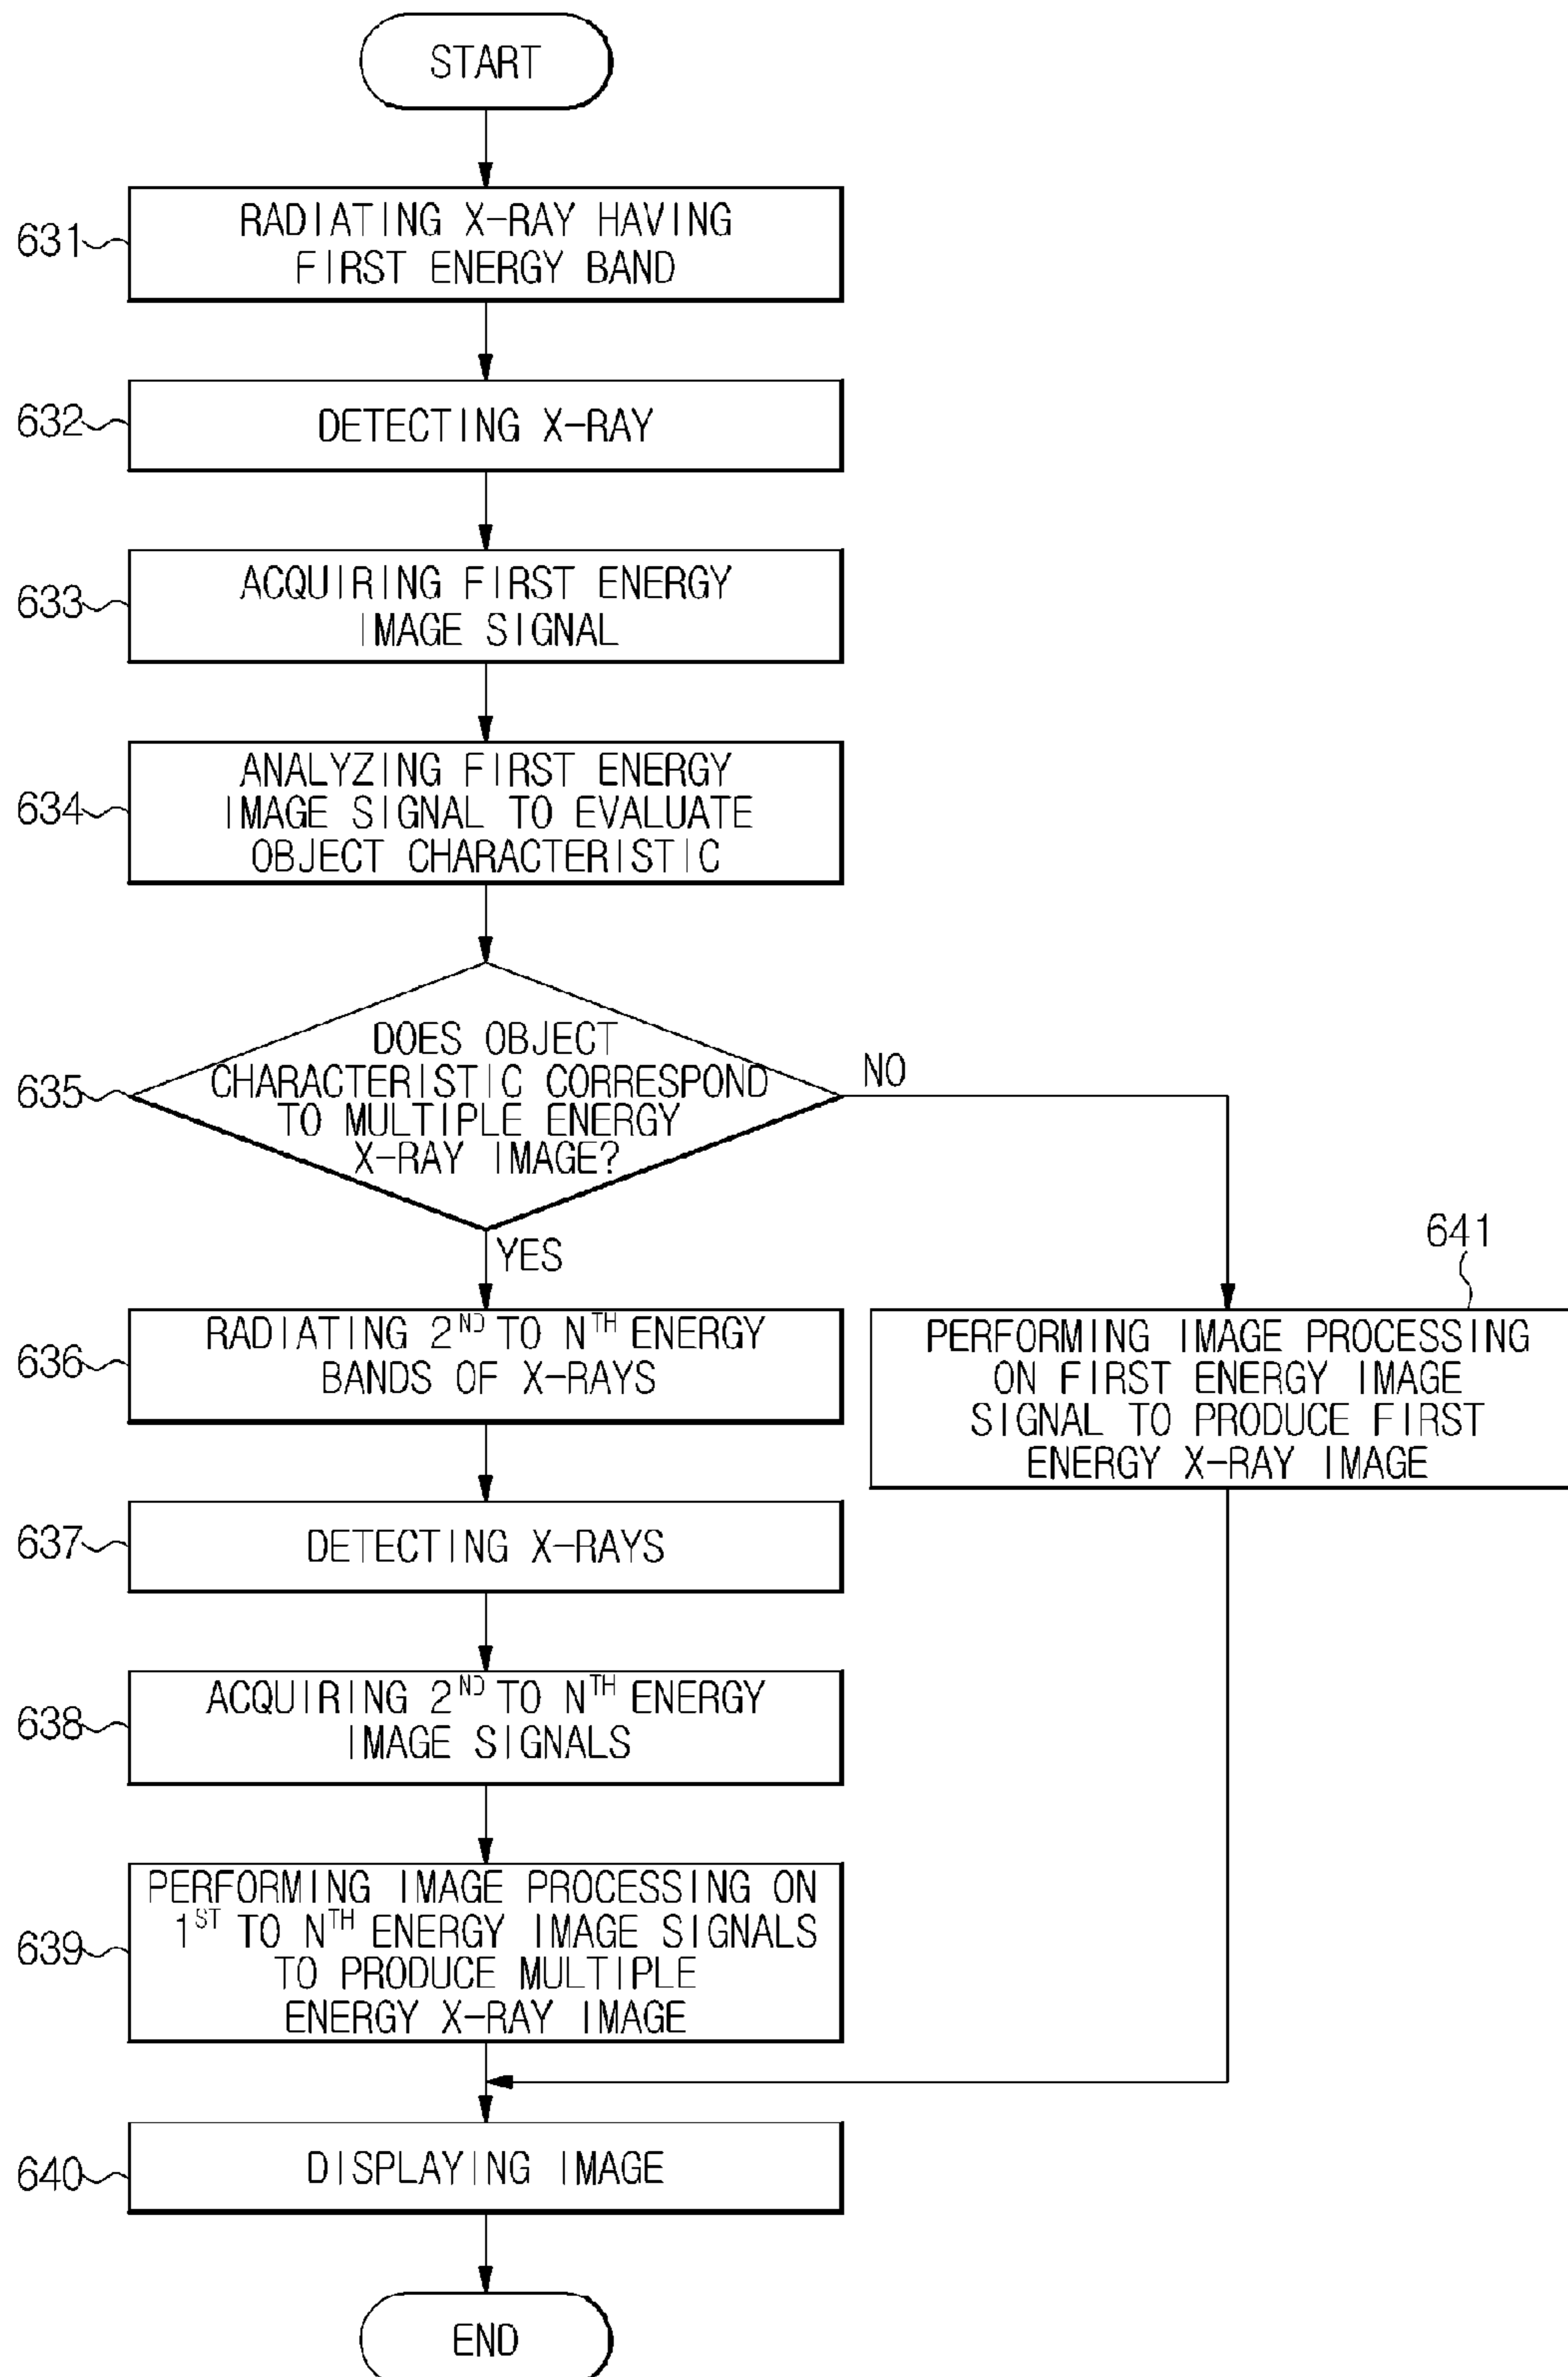 START
631
RADIATING X-RAY HAVING
FIRST ENERGY BAND
632
DETECTING X-RAY
633
ACQUIRING FIRST ENERGY
IMAGE SIGNAL
634
ANALYZING FIRST ENERGY
IMAGE SIGNAL TO EVALUATE
OBJECT CHARACTERISTIC
635
DOES OBJECT
CHARACTERISTIC CORRESPOND
TO MULTIPLE ENERGY
X-RAY IMAGE?
NO
YES
641
PERFORMING IMAGE PROCESSING
ON FIRST ENERGY IMAGE
SIGNAL TO PRODUCE FIRST
ENERGY X-RAY IMAGE
636
RADIATING 2ND TO NTH ENERGY
BANDS OF X-RAYS
637
DETECTING X-RAYS
638
ACQUIRING 2ND TO NTH ENERGY
IMAGE SIGNALS
639
PERFORMING IMAGE PROCESSING ON
1ST TO NTH ENERGY IMAGE SIGNALS
TO PRODUCE MULTIPLE
ENERGY X-RAY IMAGE
640
DISPLAYING IMAGE
END